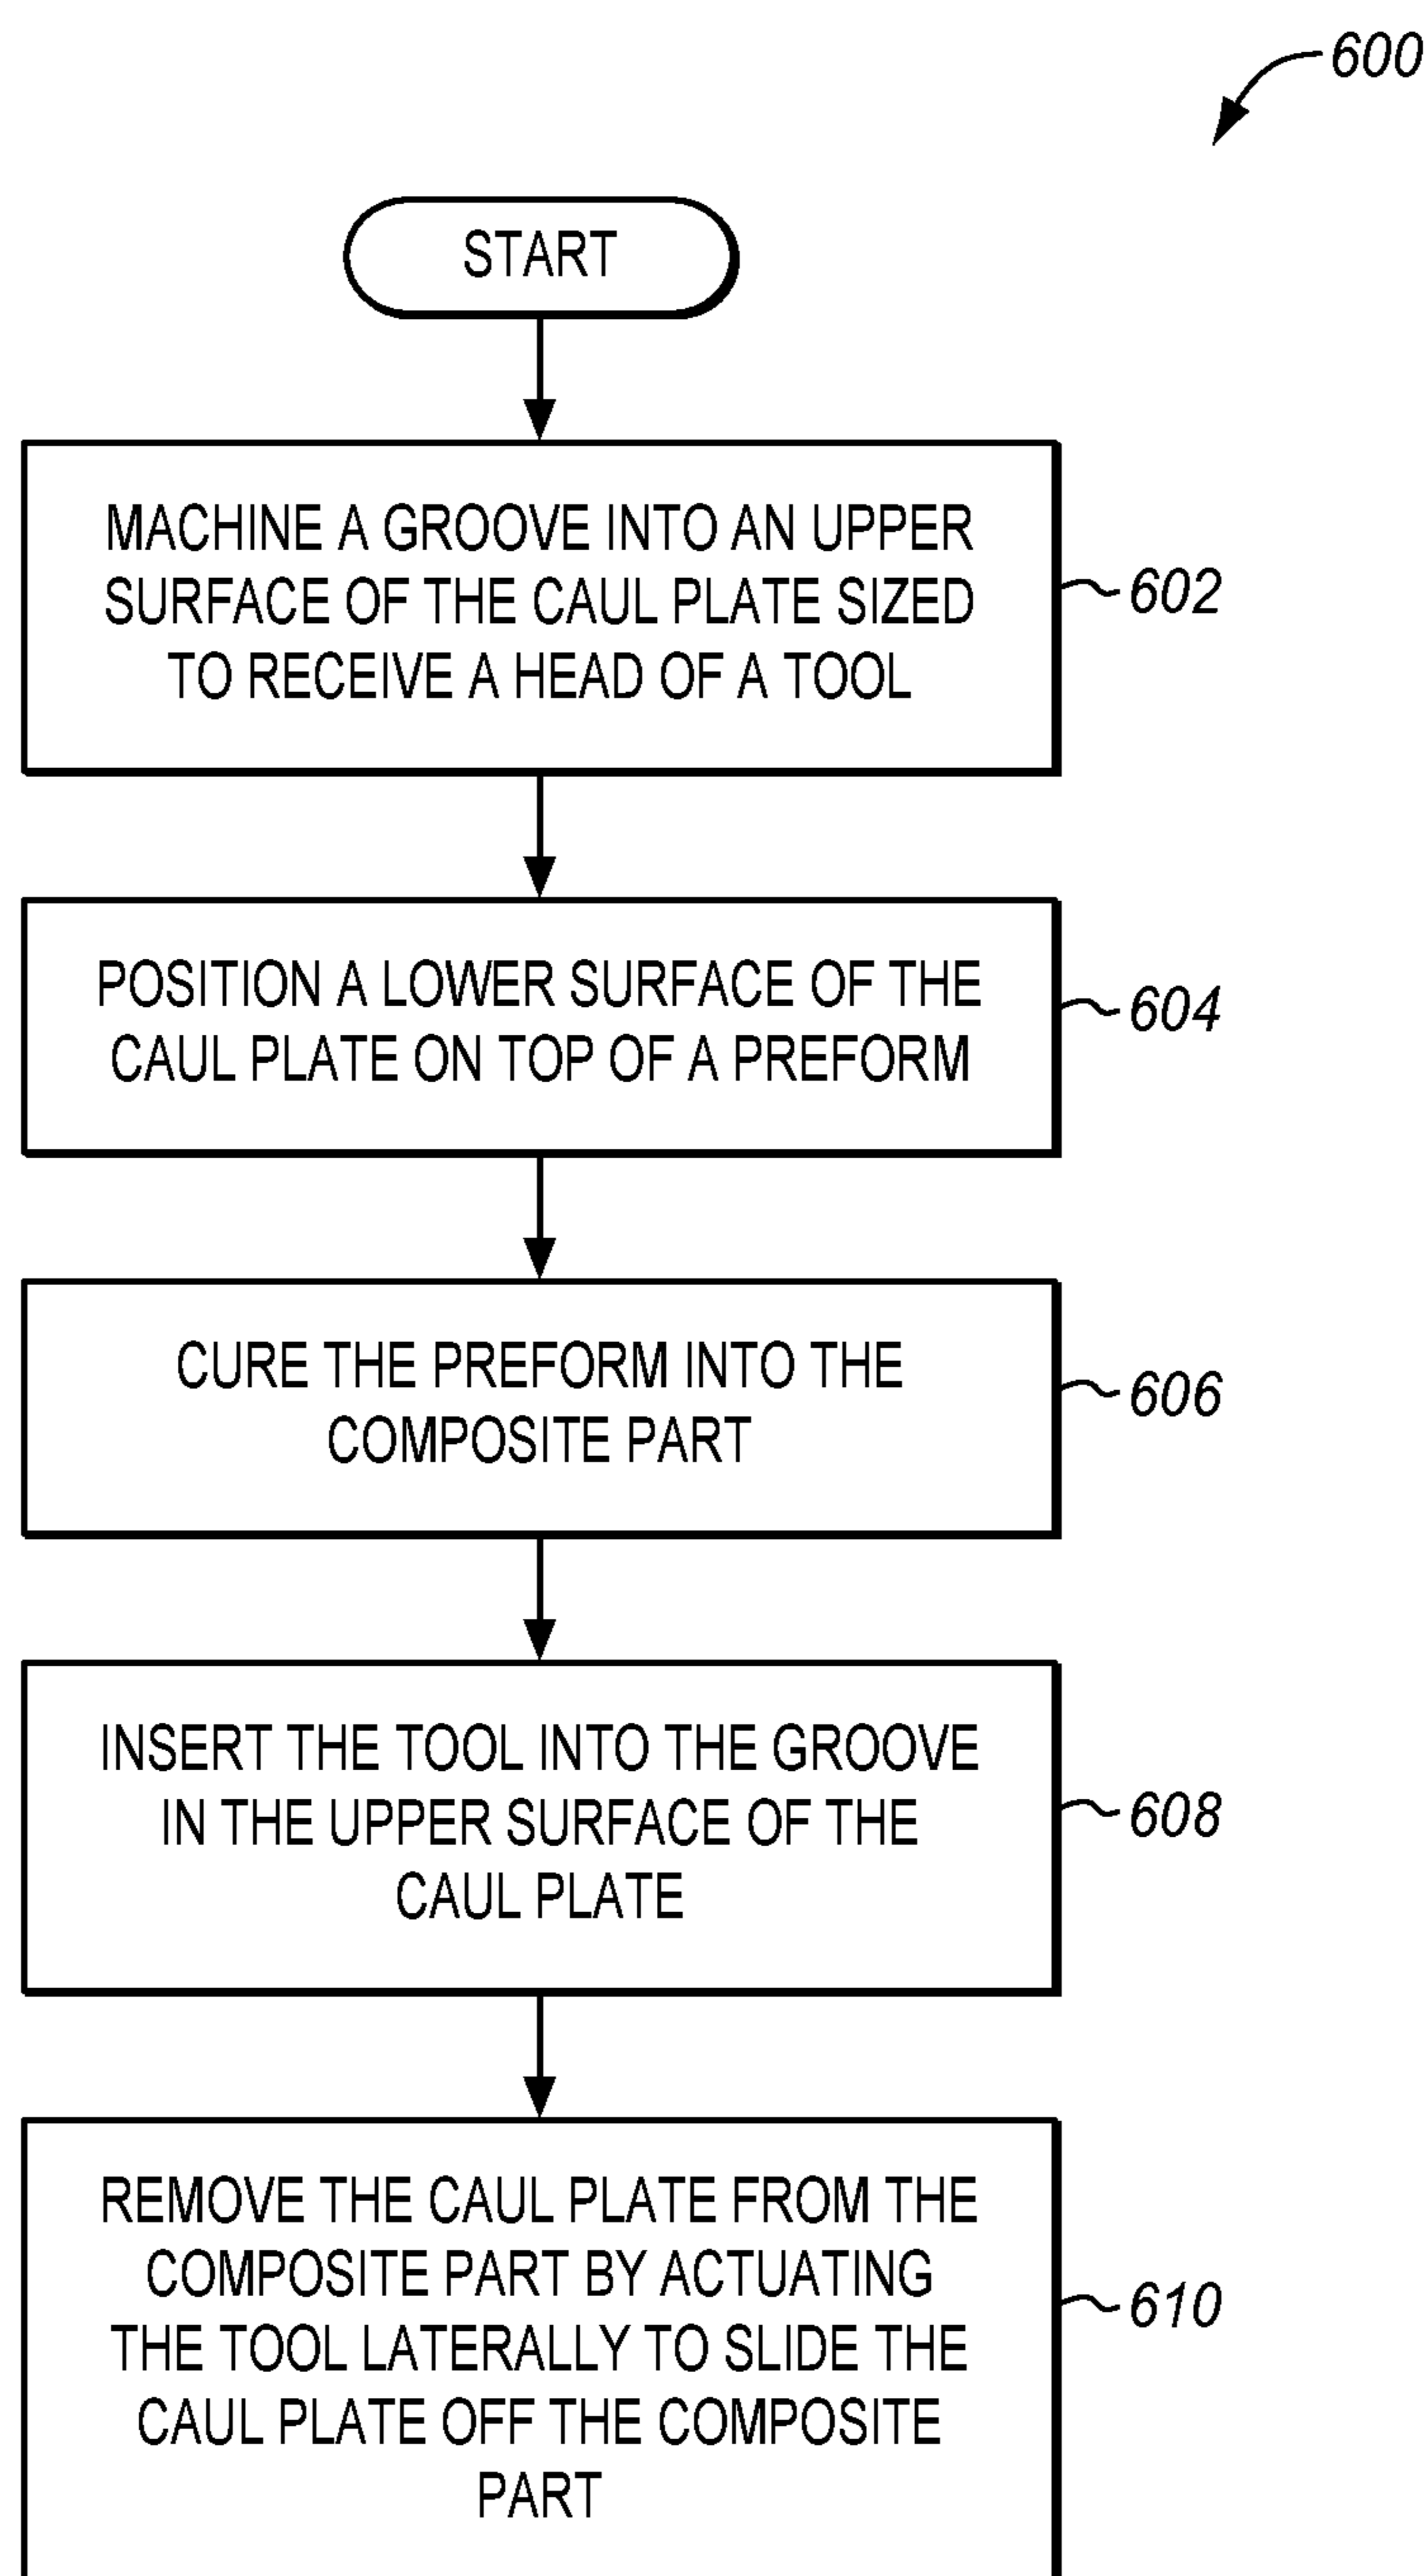 600
START
MACHINE A GROOVE INTO AN UPPER
SURFACE OF THE CAUL PLATE SIZED
TO RECEIVE A HEAD OF A TOOL
602
POSITION A LOWER SURFACE OF THE
CAUL PLATE ON TOP OF A PREFORM
604
CURE THE PREFORM INTO THE
COMPOSITE PART
606
INSERT THE TOOL INTO THE GROOVE
IN THE UPPER SURFACE OF THE
CAUL PLATE
608
REMOVE THE CAUL PLATE FROM THE
COMPOSITE PART BY ACTUATING
THE TOOL LATERALLY TO SLIDE THE
CAUL PLATE OFF THE COMPOSITE
PART
610